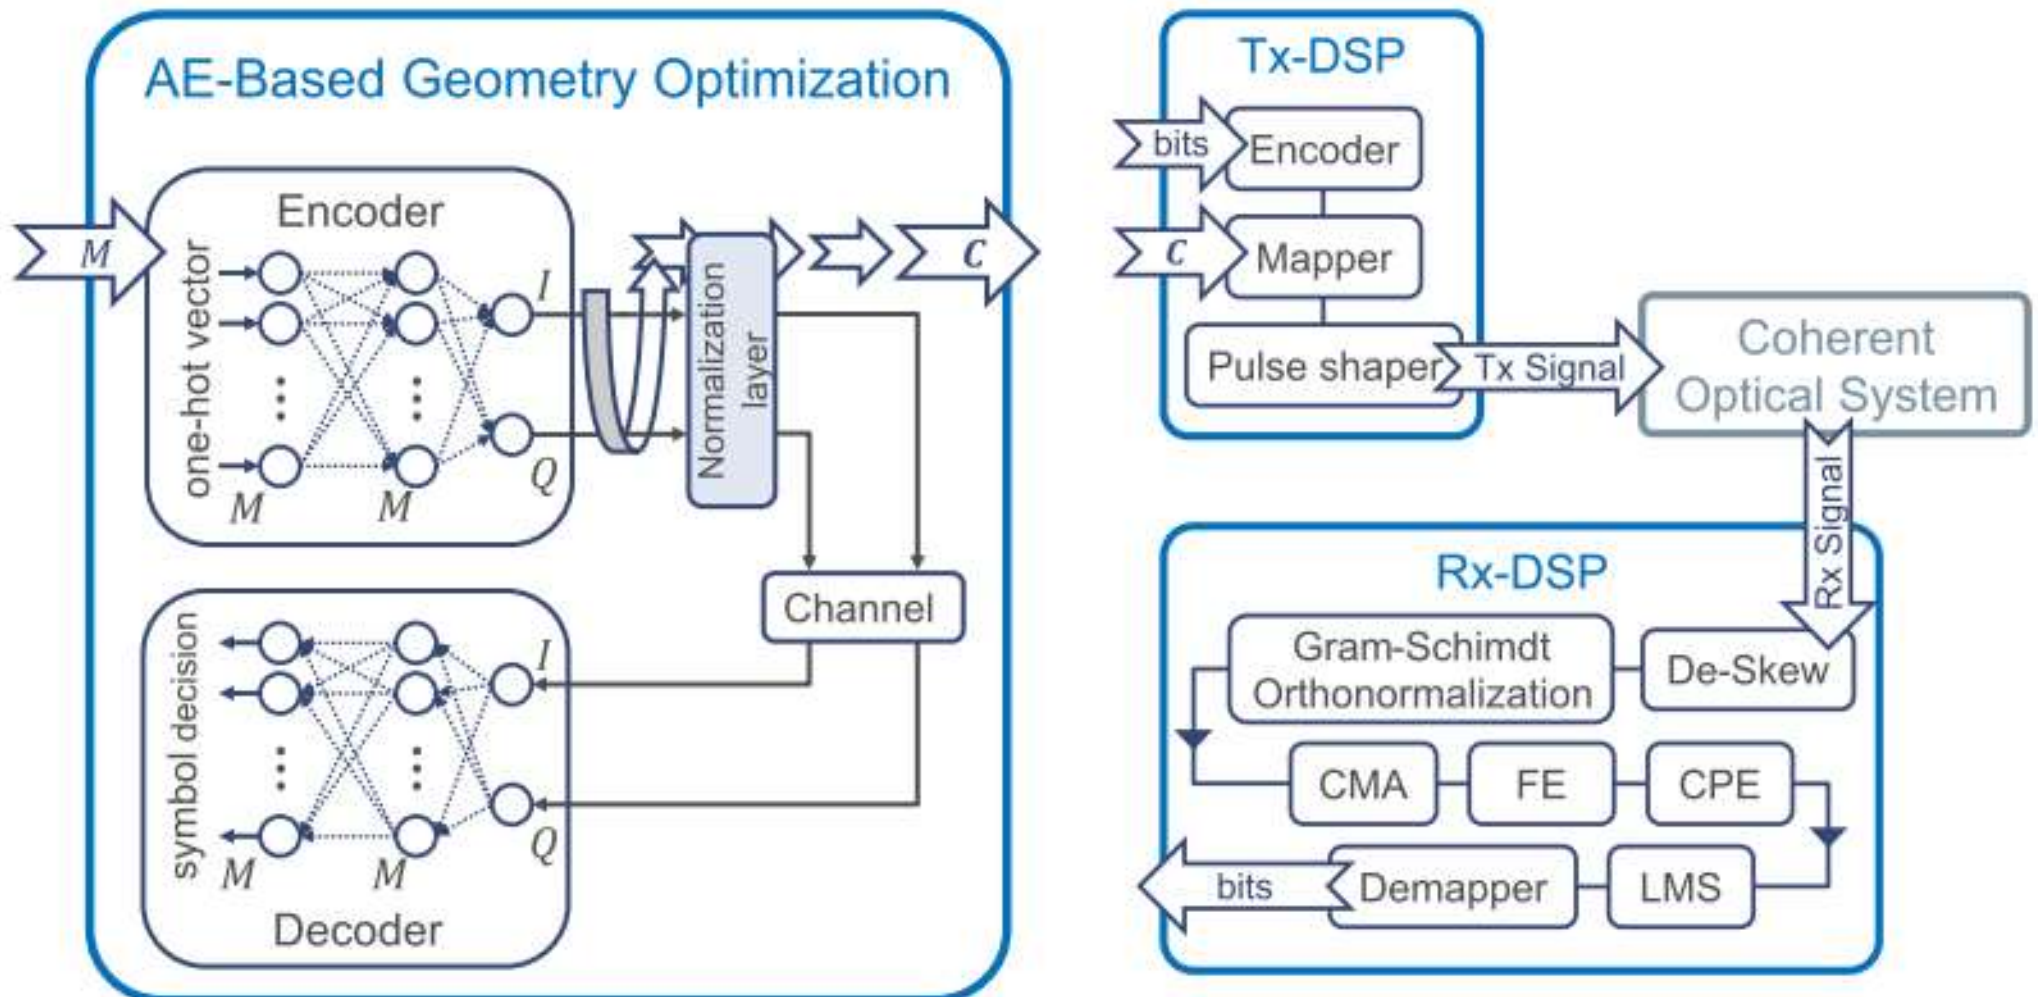 AE-Based Geometry Optimization
M
Encoder
one-hot vector
I
Q
M
M
Normalization
layer
C
Channel
symbol decision
I
Q
M
M
Decoder
Tx-DSP
bits
Encoder
C
Mapper
Pulse shaper
Tx Signal
Coherent
Optical System
Rx Signal
Rx-DSP
Gram-Schimdt
Orthonormalization
De-Skew
CMA
FE
CPE
bits
Demapper
LMS